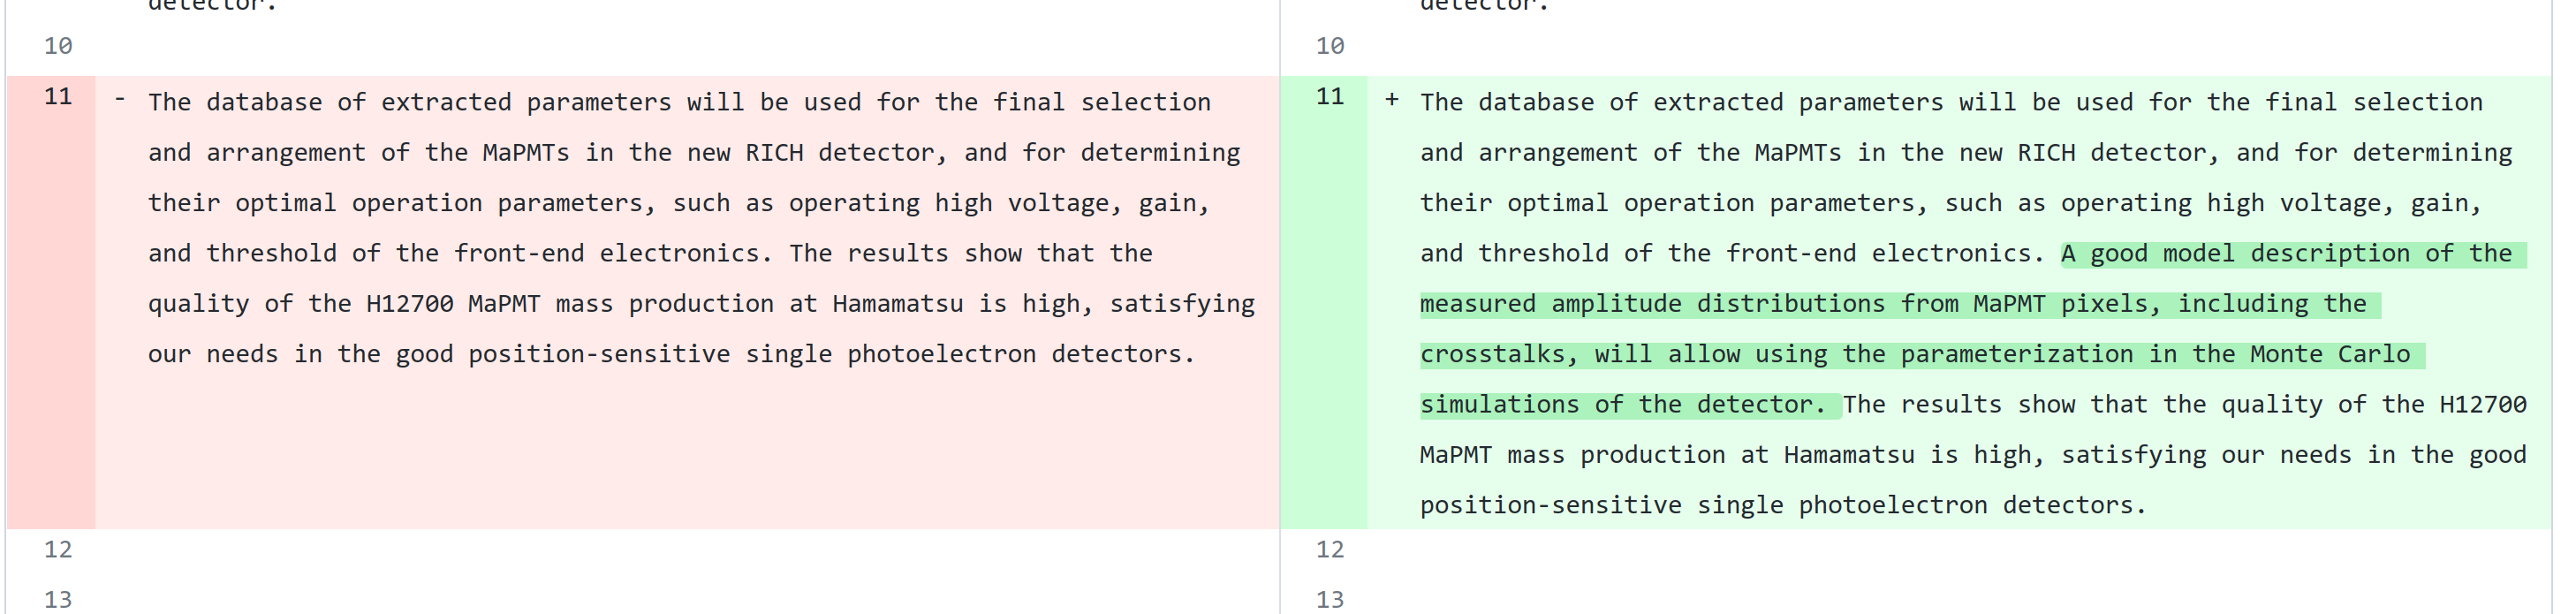 detector.
10
11 - The database of extracted parameters will be used for the final selection
and arrangement of the MaPMTs in the new RICH detector, and for determining
their optimal operation parameters, such as operating high voltage, gain,
and threshold of the front-end electronics. The results show that the
quality of the H12700 MaPMT mass production at Hamamatsu is high, satisfying
our needs in the good position-sensitive single photoelectron detectors.
12
13
detector.
10
11 + The database of extracted parameters will be used for the final selection
and arrangement of the MaPMTs in the new RICH detector, and for determining
their optimal operation parameters, such as operating high voltage, gain,
and threshold of the front-end electronics. A good model description of the
measured amplitude distributions from MaPMT pixels, including the
crosstalks, will allow using the parameterization in the Monte Carlo
simulations of the detector. The results show that the quality of the H12700
MaPMT mass production at Hamamatsu is high, satisfying our needs in the good
position-sensitive single photoelectron detectors.
12
13